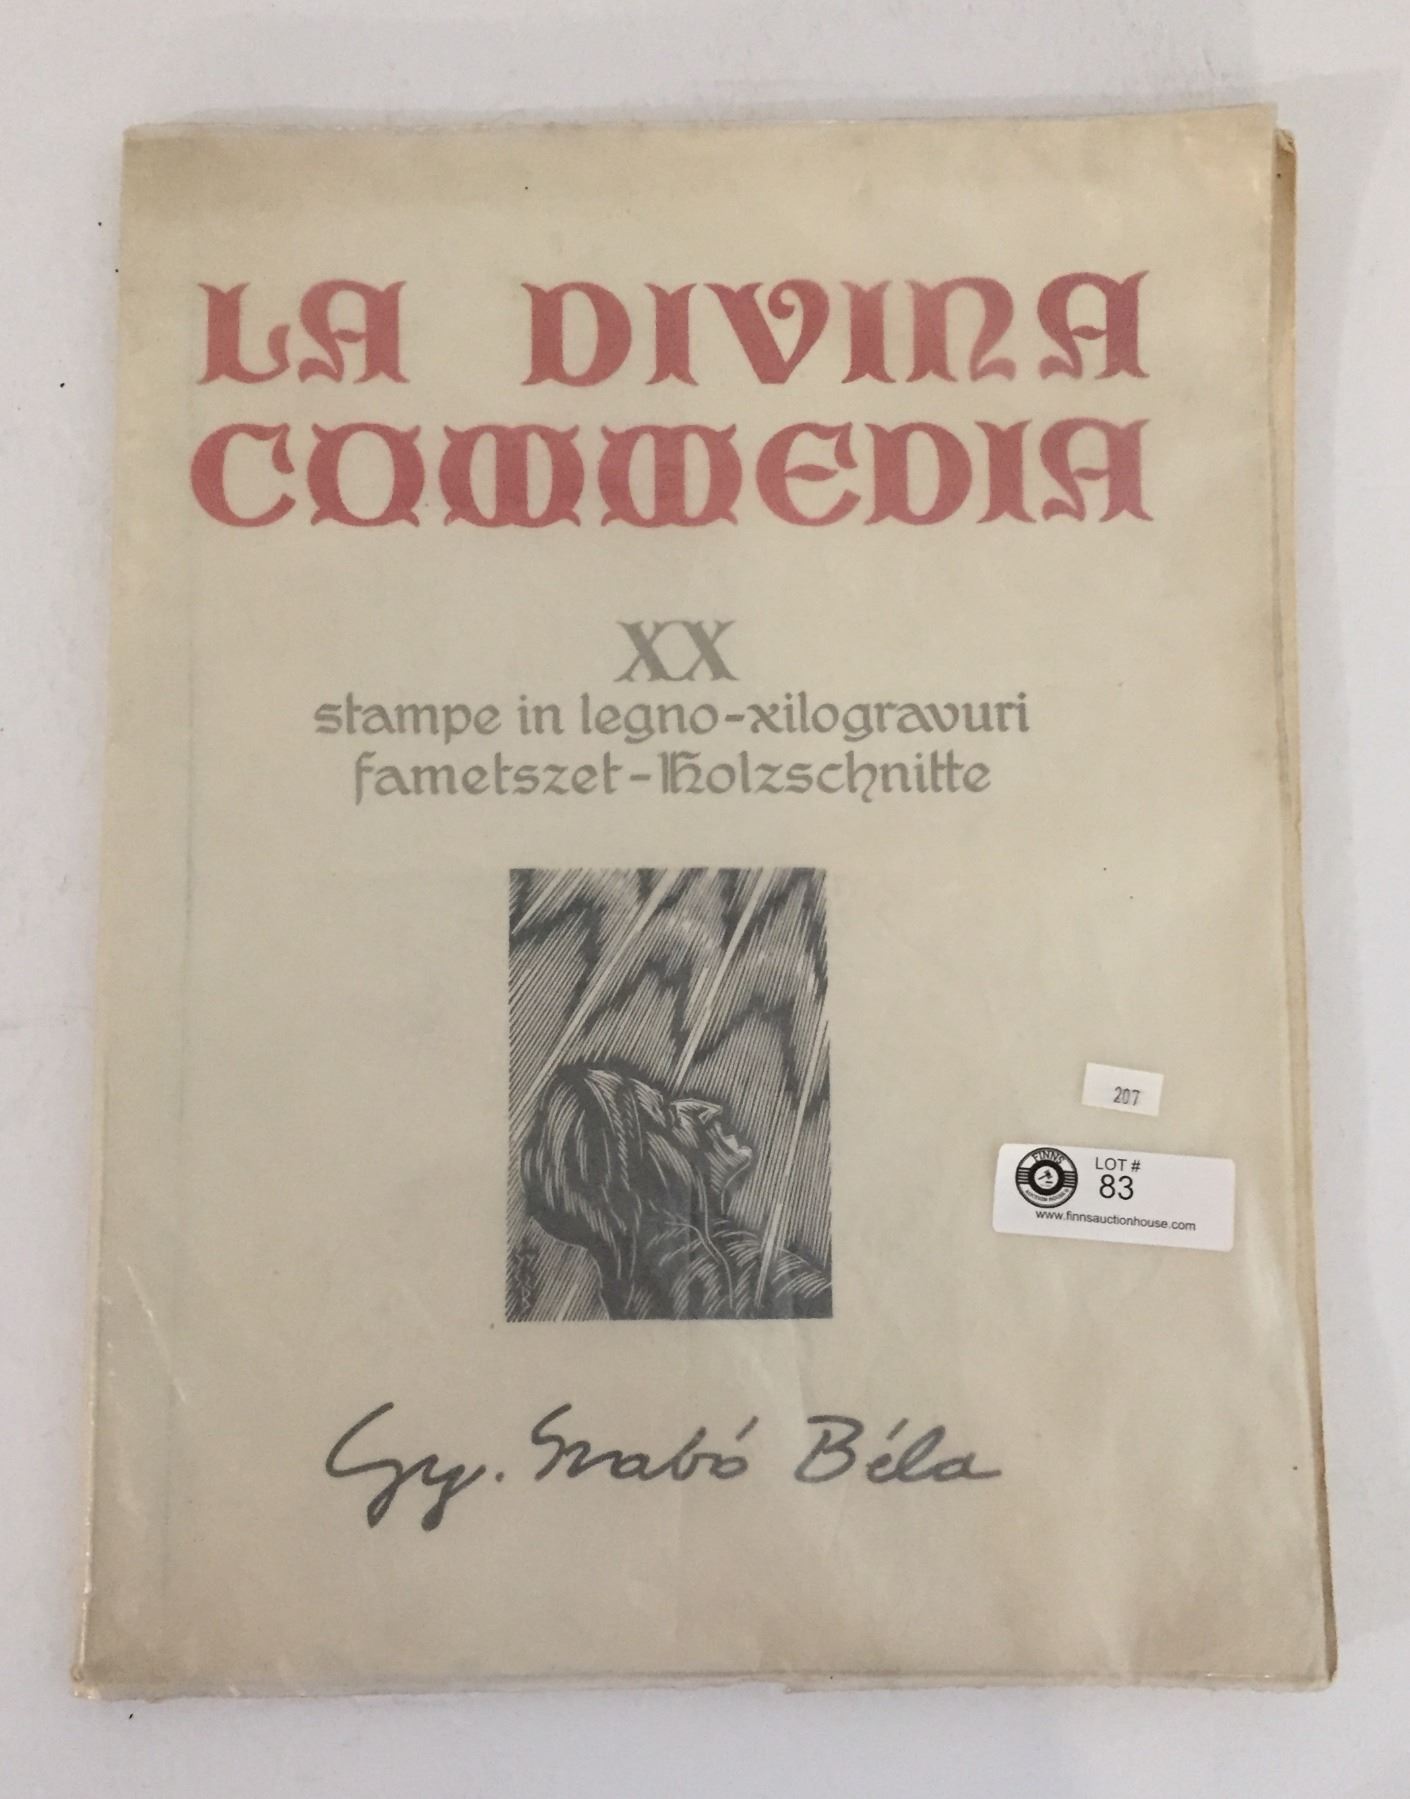 LA DIVINA
COMMEDIA
XX
stampe in legno-xilogravuri
fametszet-Holzschnitte
207
FINNS
LOT #
83
www.finnsauctionhouse.com
Gy. Szabó Béla